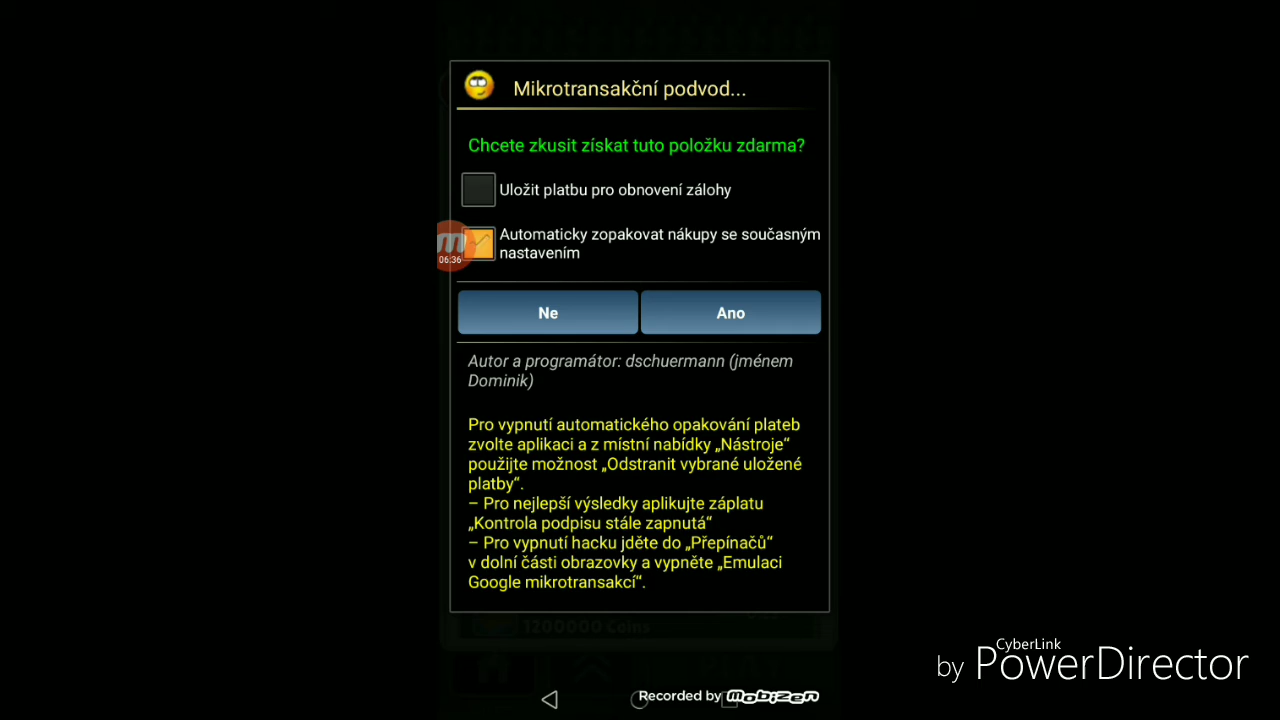 Mikrotransakční podvod...
Chcete zkusit získat tuto položku zdarma?
Uložit platbu pro obnovení zálohy
Automaticky zopakovat nákupy se současným
nastavením
06:36
Ne
Ano
Autor a programátor: dschuermann (jménem
Dominik)
Pro vypnutí automatického opakování plateb
zvolte aplikaci a z místní nabídky „Nástroje“
použijte možnost „Odstranit vybrané uložené
platby“.
– Pro nejlepší výsledky aplikujte záplatu
„Kontrola podpisu stále zapnutá“
– Pro vypnutí hacku jděte do „Přepínačů“
v dolní části obrazovky a vypněte „Emulaci
Google mikrotransakcí“.
1200000 Coins
CyberLink
by PowerDirector
Recorded by mobizen